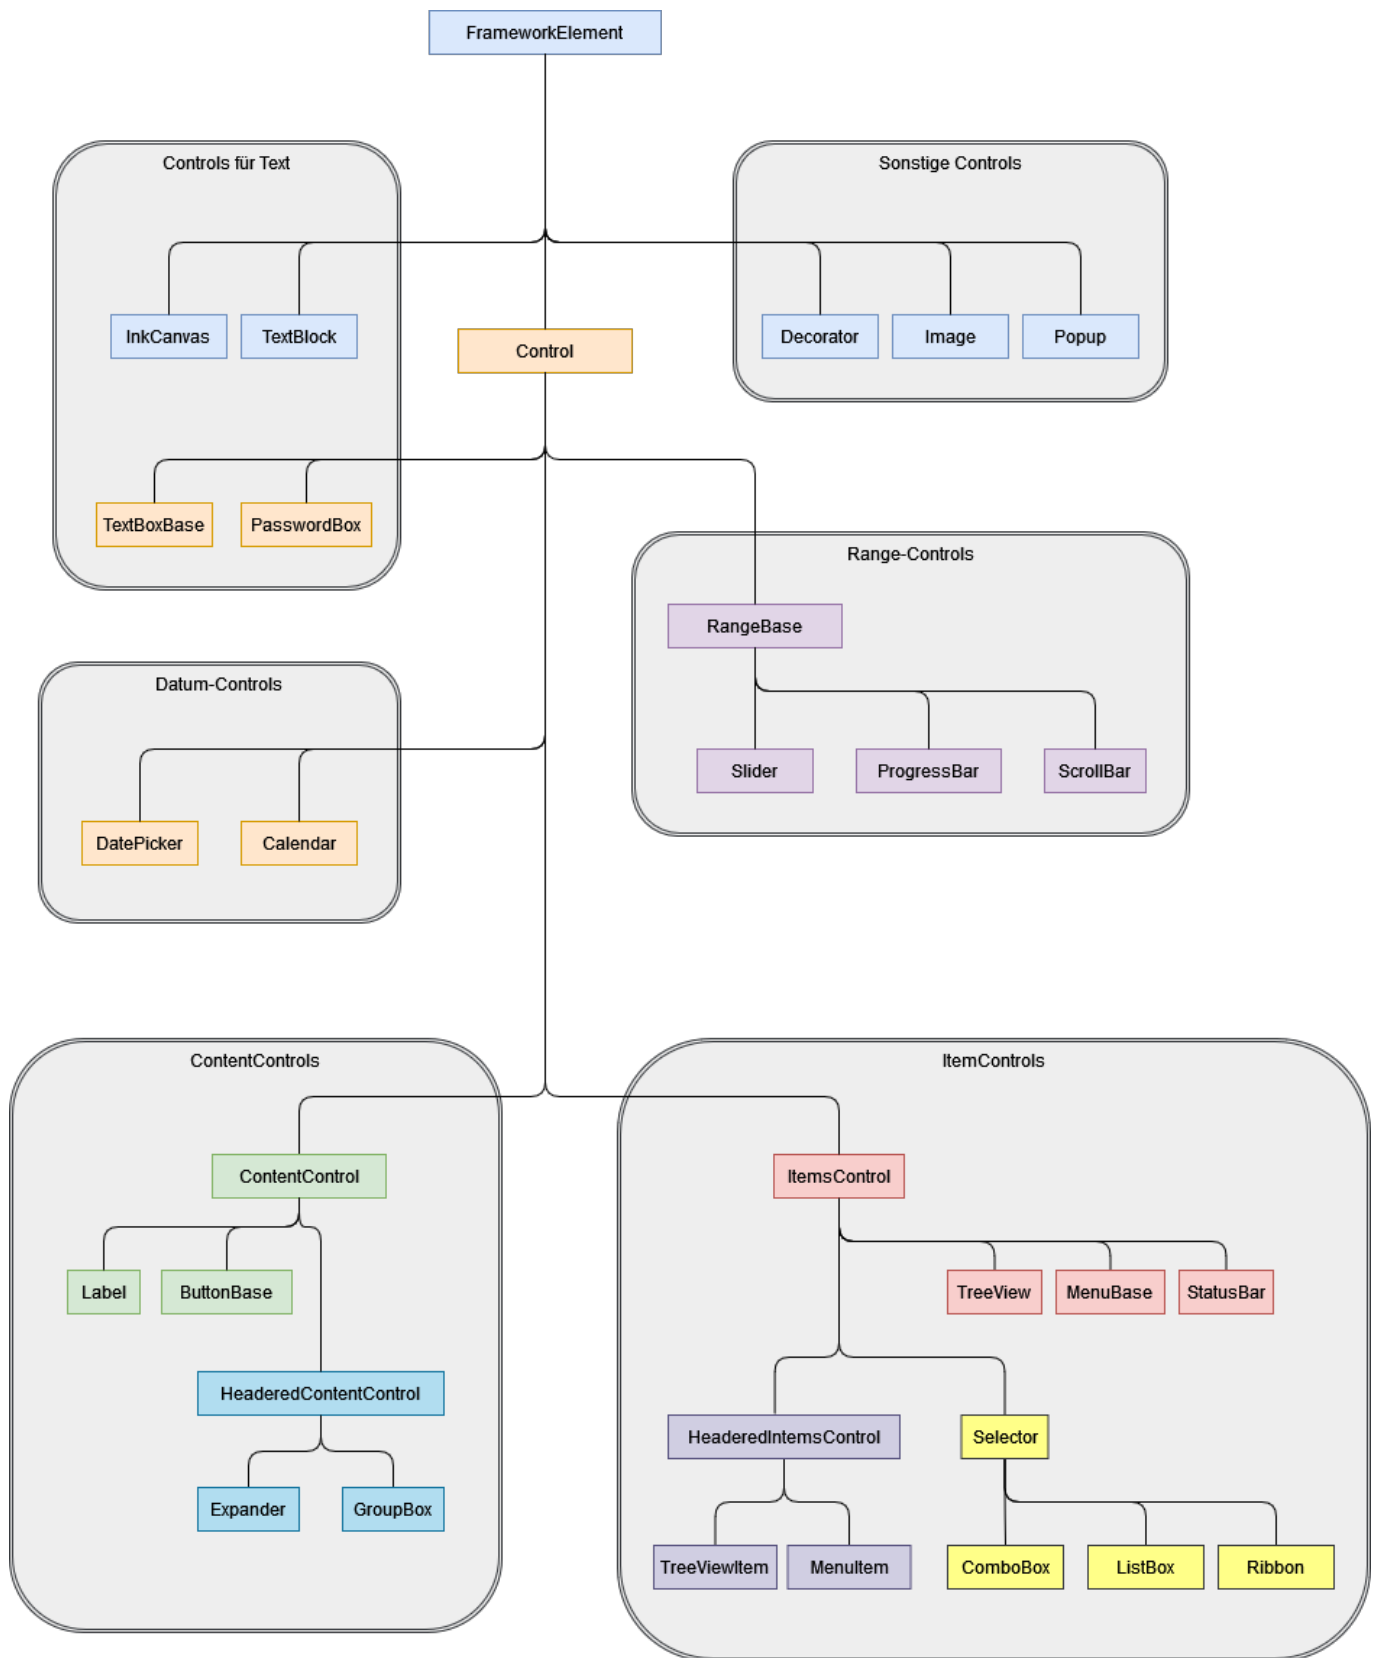 FrameworkElement
Controls für Text
Sonstige Controls
InkCanvas
TextBlock
Control
Decorator
Image
Popup
TextBoxBase
PasswordBox
Range-Controls
RangeBase
Datum-Controls
Slider
ProgressBar
ScrollBar
DatePicker
Calendar
ContentControls
ItemControls
ContentControl
ItemsControl
Label
ButtonBase
TreeView
MenuBase
StatusBar
HeaderedContentControl
HeaderedIntemsControl
Selector
Expander
GroupBox
TreeViewItem
MenuItem
ComboBox
ListBox
Ribbon